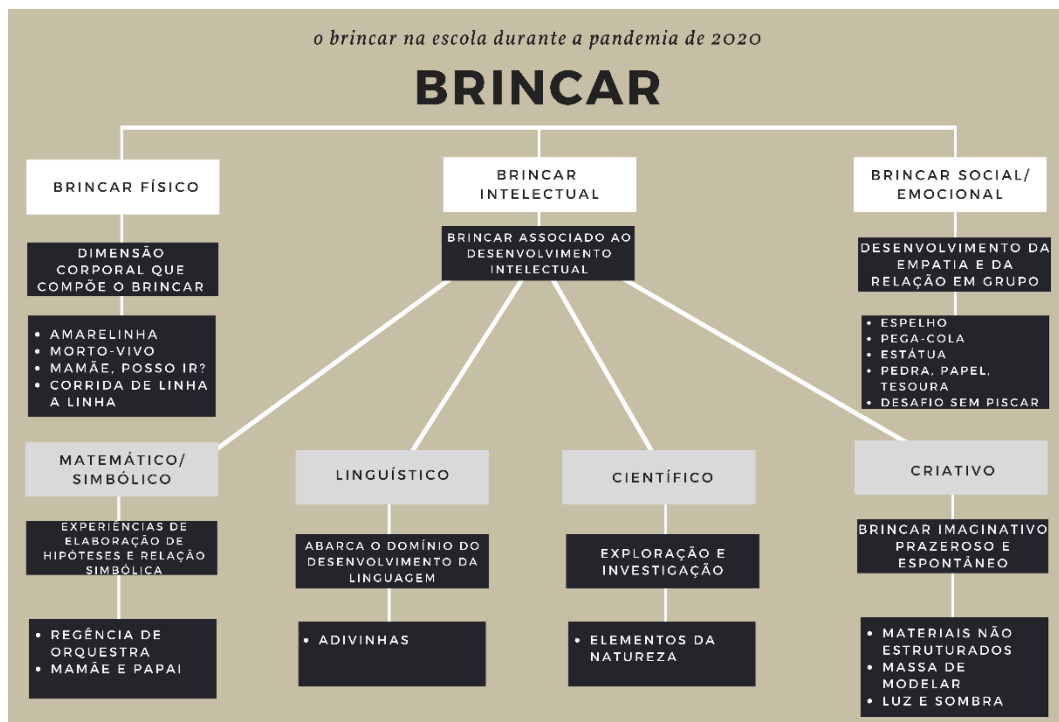 o brincar na escola durante a pandemia de 2020
BRINCAR
BRINCAR FÍSICO
DIMENSÃO
CORPORAL QUE
COMPÕE O BRINCAR
• AMARELINHA
• MORTO-VIVO
• MAMÃE, POSSO IR?
• CORRIDA DE LINHA
A LINHA
BRINCAR
INTELECTUAL
BRINCAR ASSOCIADO AO
DESENVOLVIMENTO
INTELECTUAL
BRINCAR SOCIAL/
EMOCIONAL
DESENVOLVIMENTO DA
EMPATIA E DA
RELAÇÃO EM GRUPO
• ESPELHO
• PEGA-COLA
• ESTÁTUA
• PEDRA, PAPEL,
TESOURA
• DESAFIO SEM PISCAR
MATEMÁTICO/
SIMBÓLICO
EXPERIÊNCIAS DE
ELABORAÇÃO DE
HIPÓTESES E RELAÇÃO
SIMBÓLICA
• REGÊNCIA DE
ORQUESTRA
• MAMÃE E PAPAI
LINGUÍSTICO
ABARCA O DOMÍNIO DO
DESENVOLVIMENTO DA
LINGUAGEM
• ADIVINHAS
CIENTÍFICO
EXPLORAÇÃO E
INVESTIGAÇÃO
• ELEMENTOS DA
NATUREZA
CRIATIVO
BRINCAR IMAGINATIVO
PRAZEROSO E
ESPONTÂNEO
• MATERIAIS NÃO
ESTRUTURADOS
• MASSA DE
MODELAR
• LUZ E SOMBRA